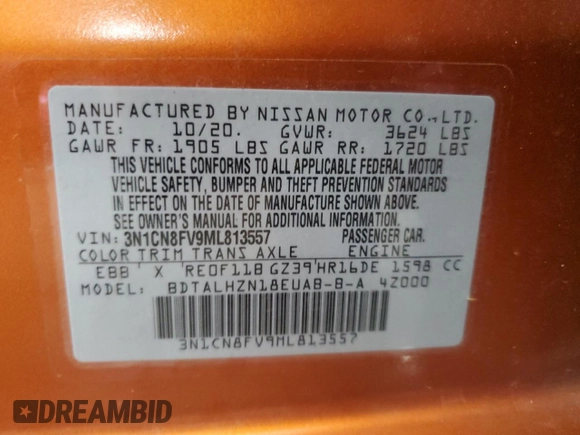 MANUFACTURED BY NISSAN MOTOR CO., LTD.
DATE: 10/20. GVWR: 3624 LBS
GAWR FR: 1905 LBS GAWR RR: 1720 LBS
THIS VEHICLE CONFORMS TO ALL APPLICABLE FEDERAL MOTOR
VEHICLE SAFETY, BUMPER AND THEFT PREVENTION STANDARDS
IN EFFECT ON THE DATE OF MANUFACTURE SHOWN ABOVE.
SEE OWNER'S MANUAL FOR ADDITIONAL INFORMATION.
VIN: 3N1CN8FV9ML813557 PASSENGER CAR.
COLOR TRIM TRANS AXLE ENGINE
EBB X RE0F11B GZ39 HR16DE 1598 CC
MODEL: BDTALHZN18EUAB-B-A 4Z000
3N1CN8FV9ML813557
DREAMBID